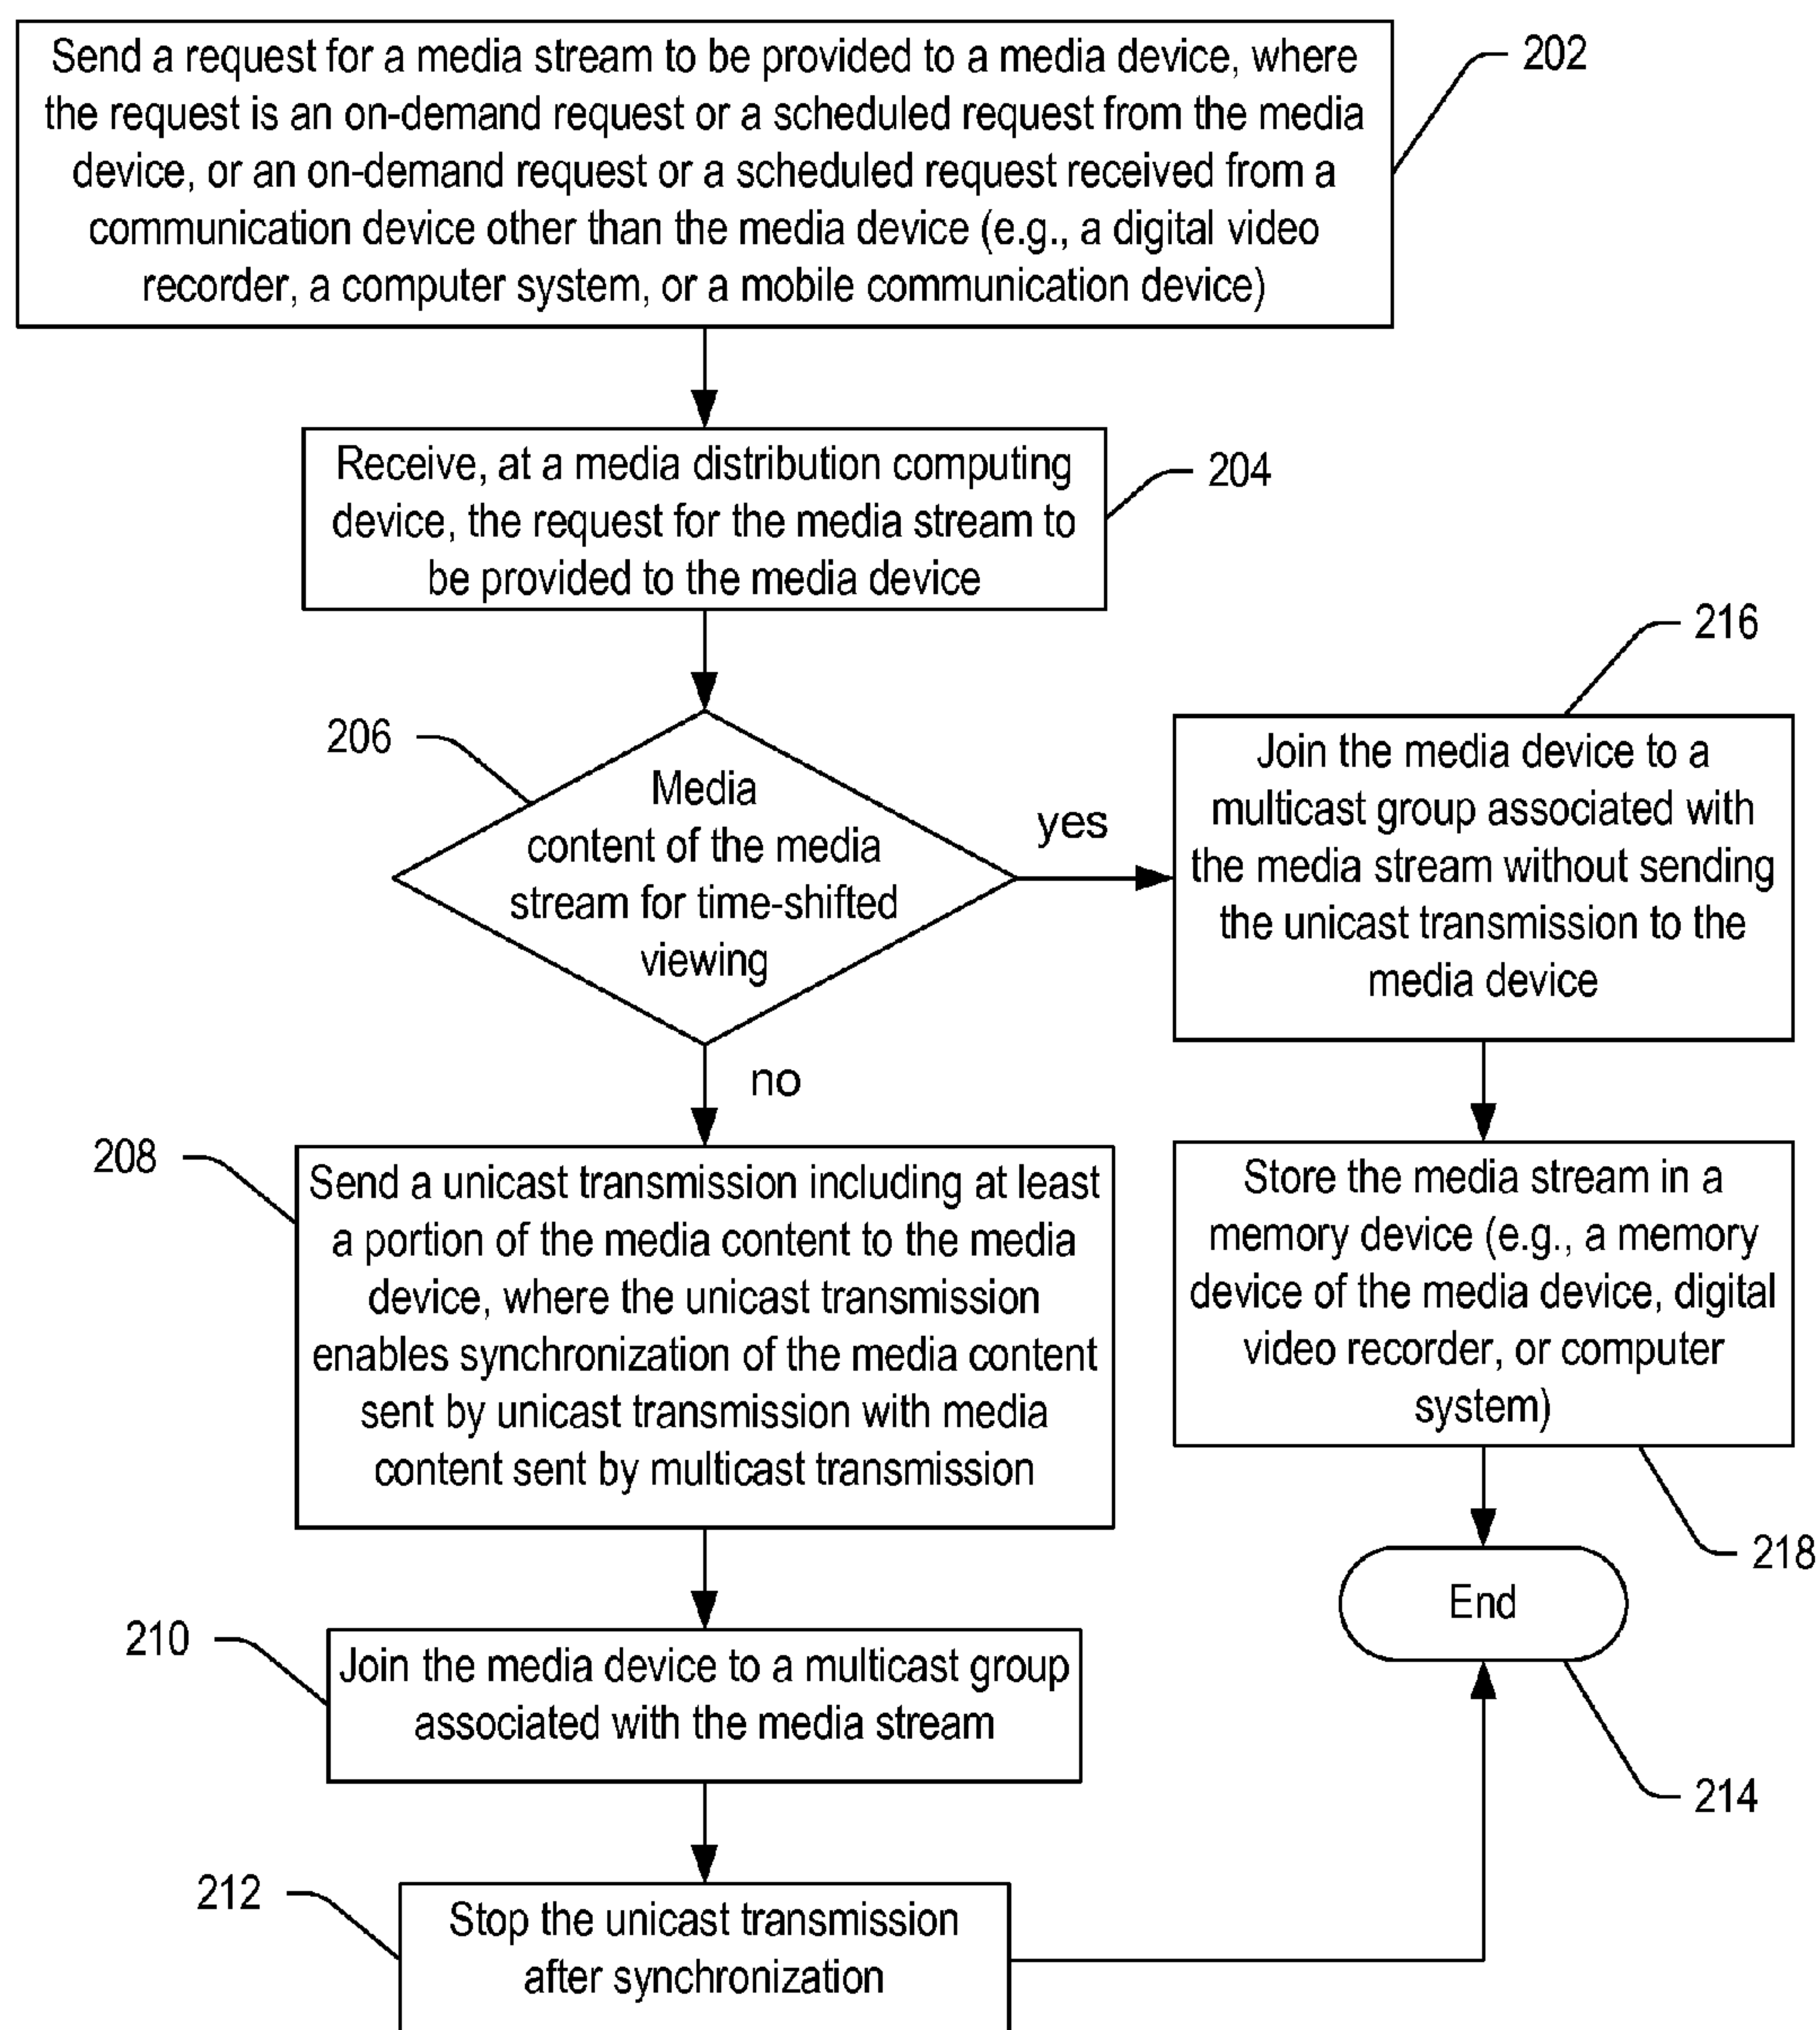 Send a request for a media stream to be provided to a media device, where
the request is an on-demand request or a scheduled request from the media
device, or an on-demand request or a scheduled request received from a
communication device other than the media device (e.g., a digital video
recorder, a computer system, or a mobile communication device)
202
Receive, at a media distribution computing
device, the request for the media stream to
be provided to the media device
204
206
Media
content of the media
stream for time-shifted
viewing
yes
no
216
Join the media device to a
multicast group associated with
the media stream without sending
the unicast transmission to the
media device
208
Send a unicast transmission including at least
a portion of the media content to the media
device, where the unicast transmission
enables synchronization of the media content
sent by unicast transmission with media
content sent by multicast transmission
Store the media stream in a
memory device (e.g., a memory
device of the media device, digital
video recorder, or computer
system)
218
End
214
210
Join the media device to a multicast group
associated with the media stream
212
Stop the unicast transmission
after synchronization